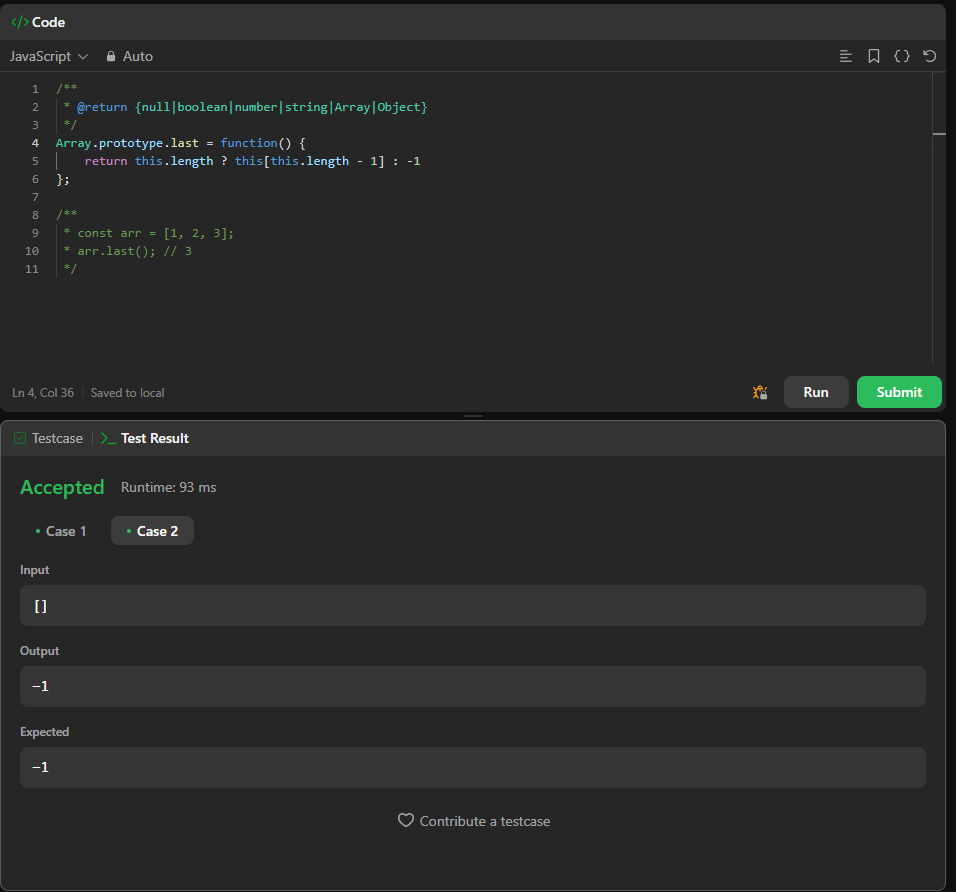 </> Code
JavaScript Auto
1 /**
2  * @return {null|boolean|number|string|Array|Object}
3  */
4 Array.prototype.last = function() {
5     return this.length ? this[this.length - 1] : -1
6 };
7
8 /**
9  * const arr = [1, 2, 3];
10  * arr.last(); // 3
11  */
Ln 4, Col 36 Saved to local
Run Submit
Testcase >_ Test Result
Accepted Runtime: 93 ms
• Case 1 • Case 2
Input
[]
Output
-1
Expected
-1
Contribute a testcase